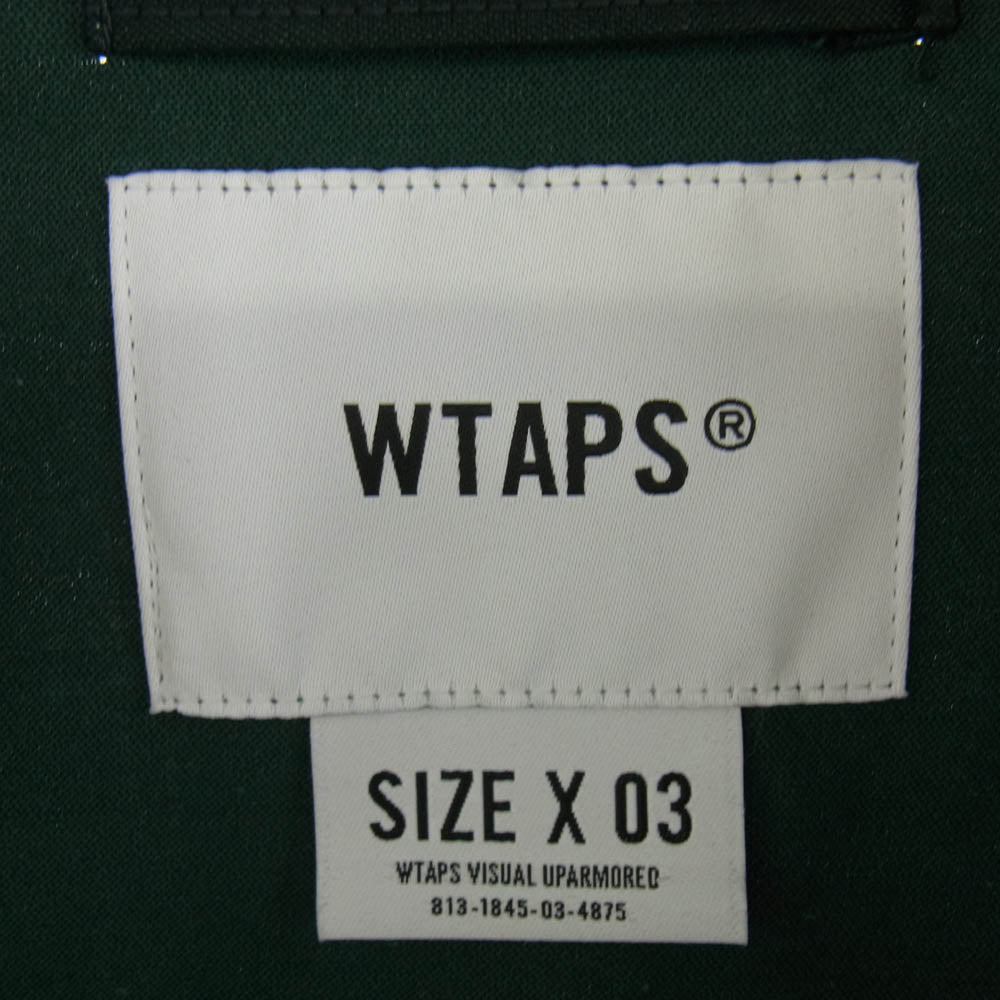 WTAPS®
SIZE X 03
WTAPS VISUAL UPARMORED
813-1845-03-4875